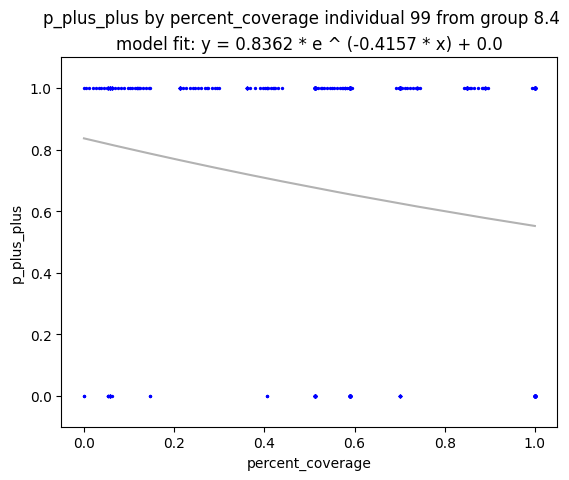 p_plus_plus by percent_coverage individual 99 from group 8.4
model fit: y = 0.8362 * e ^ (-0.4157 * x) + 0.0
1.0
0.8
0.6
0.4
0.2
0.0
p_plus_plus
0.0 0.2 0.4 0.6 0.8 1.0
percent_coverage